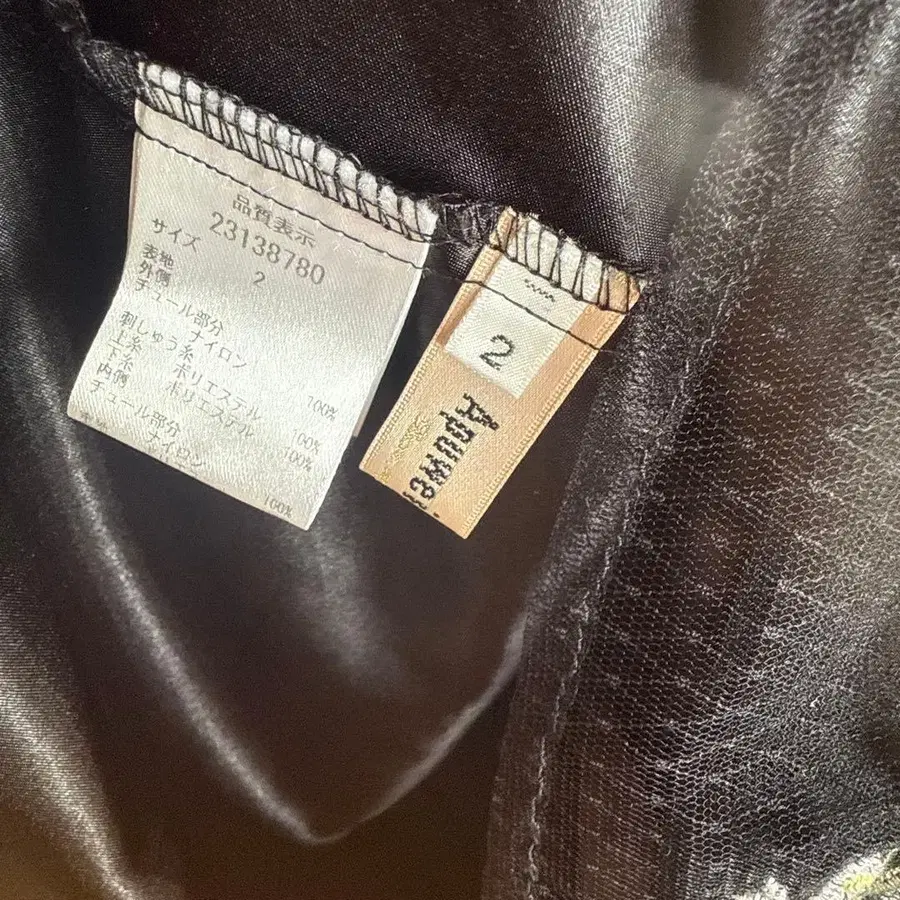 品質表示
23138780
サイズ 2
表地
外側
チュール部分
ナイロン 100%
刺しゅう糸
上糸 ポリエステル 100%
下糸 ポリエステル 100%
内側
チュール部分
ナイロン 100%
2
Apuwe